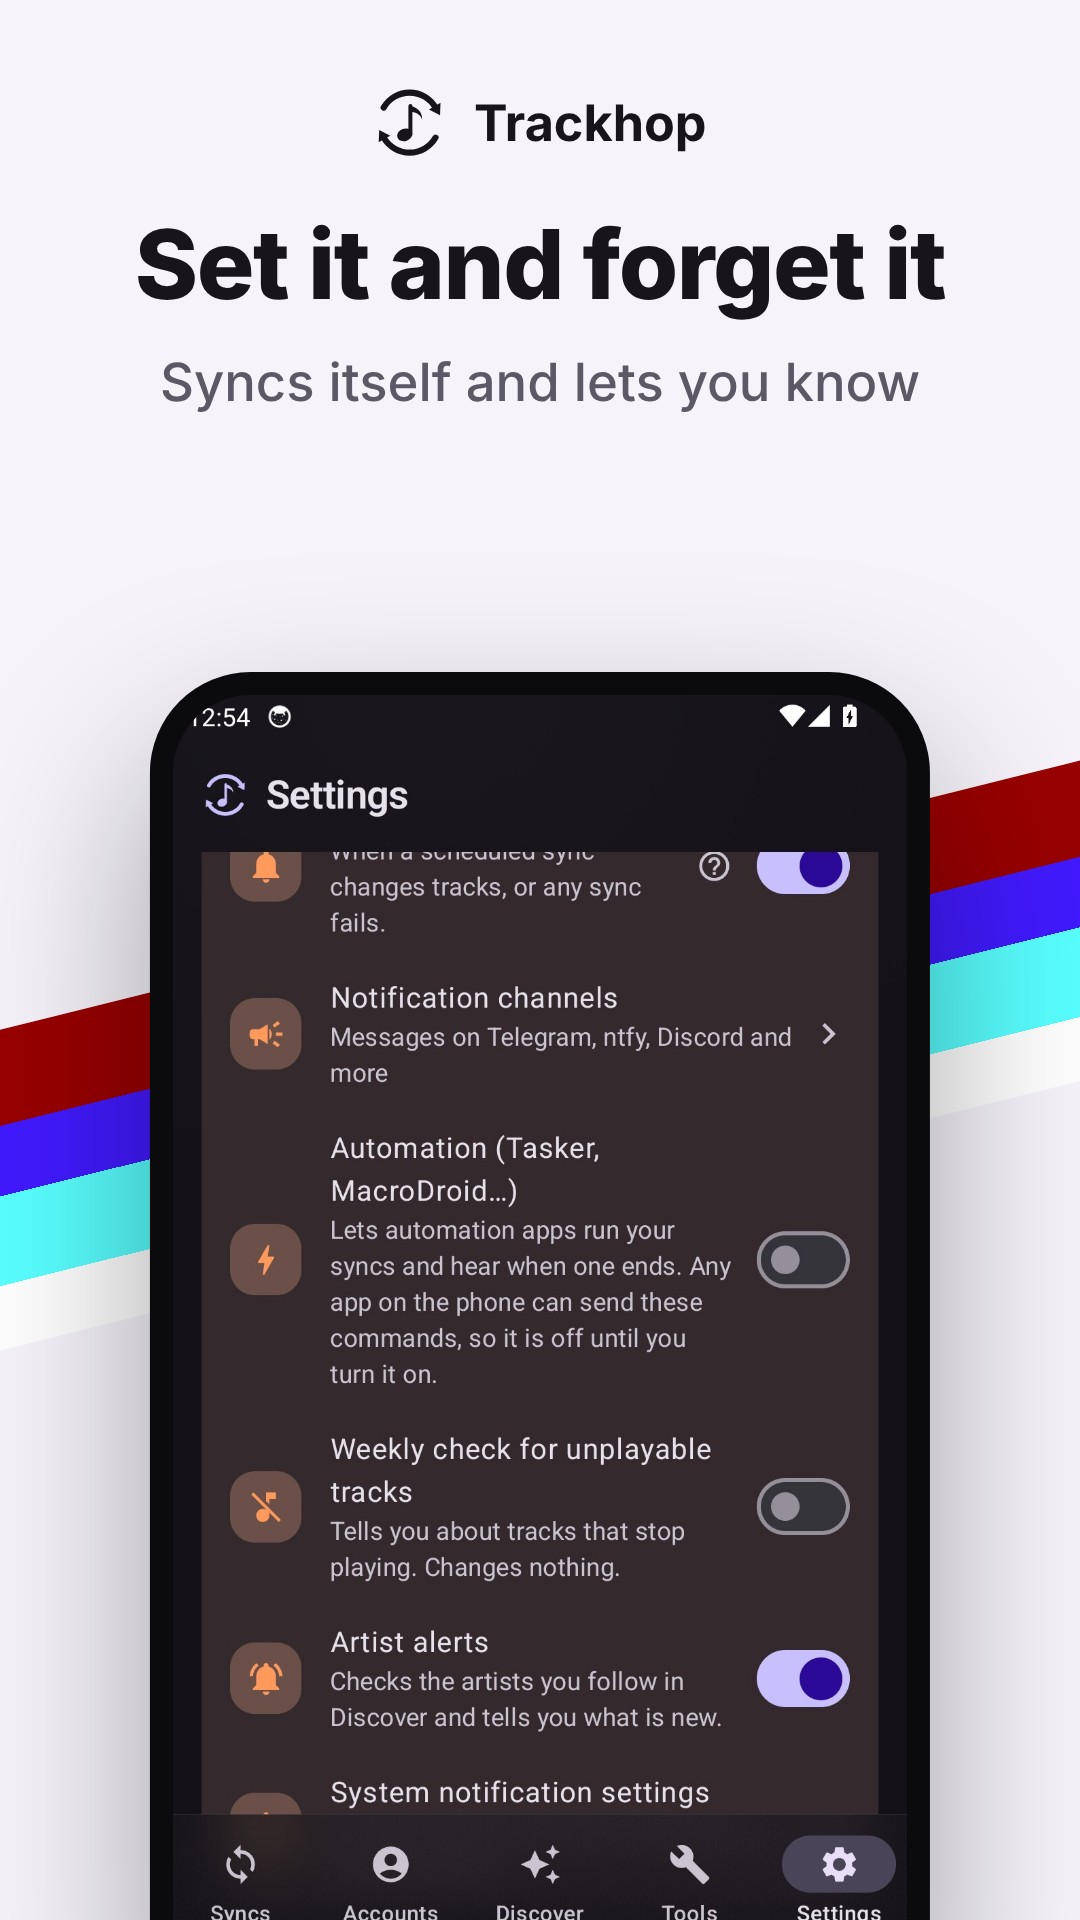 Trackhop
Set it and forget it
Syncs itself and lets you know
12:54
Settings
When a scheduled sync
changes tracks, or any sync
fails.
Notification channels
Messages on Telegram, ntfy, Discord and
more
Automation (Tasker,
MacroDroid…)
Lets automation apps run your
syncs and hear when one ends. Any
app on the phone can send these
commands, so it is off until you
turn it on.
Weekly check for unplayable
tracks
Tells you about tracks that stop
playing. Changes nothing.
Artist alerts
Checks the artists you follow in
Discover and tells you what is new.
System notification settings
Syncs Accounts Discover Tools Settings